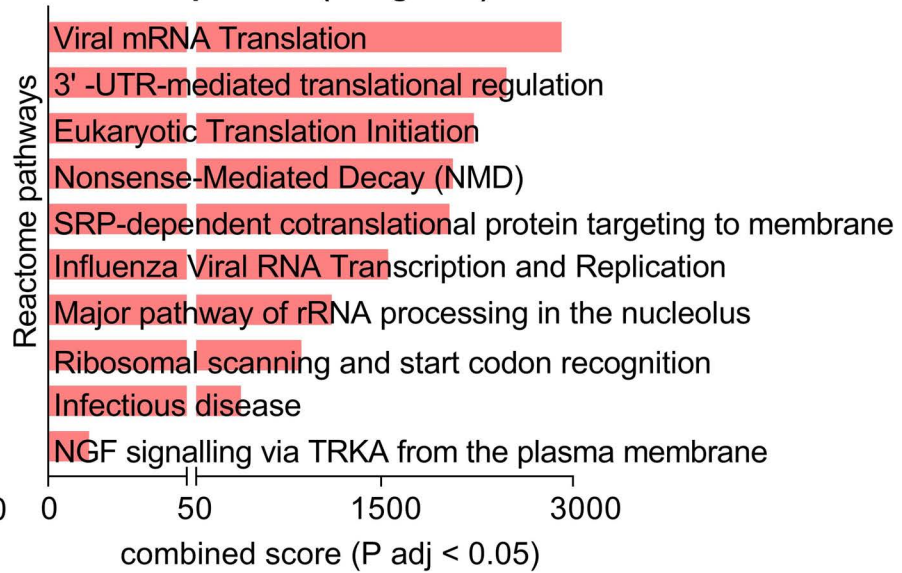 Viral mRNA Translation
3' -UTR-mediated translational regulation
Eukaryotic Translation Initiation
Nonsense-Mediated Decay (NMD)
SRP-dependent cotranslational protein targeting to membrane
Influenza Viral RNA Transcription and Replication
Major pathway of rRNA processing in the nucleolus
Ribosomal scanning and start codon recognition
Infectious disease
NGF signalling via TRKA from the plasma membrane
Reactome pathways
0 50 1500 3000
combined score (P adj < 0.05)